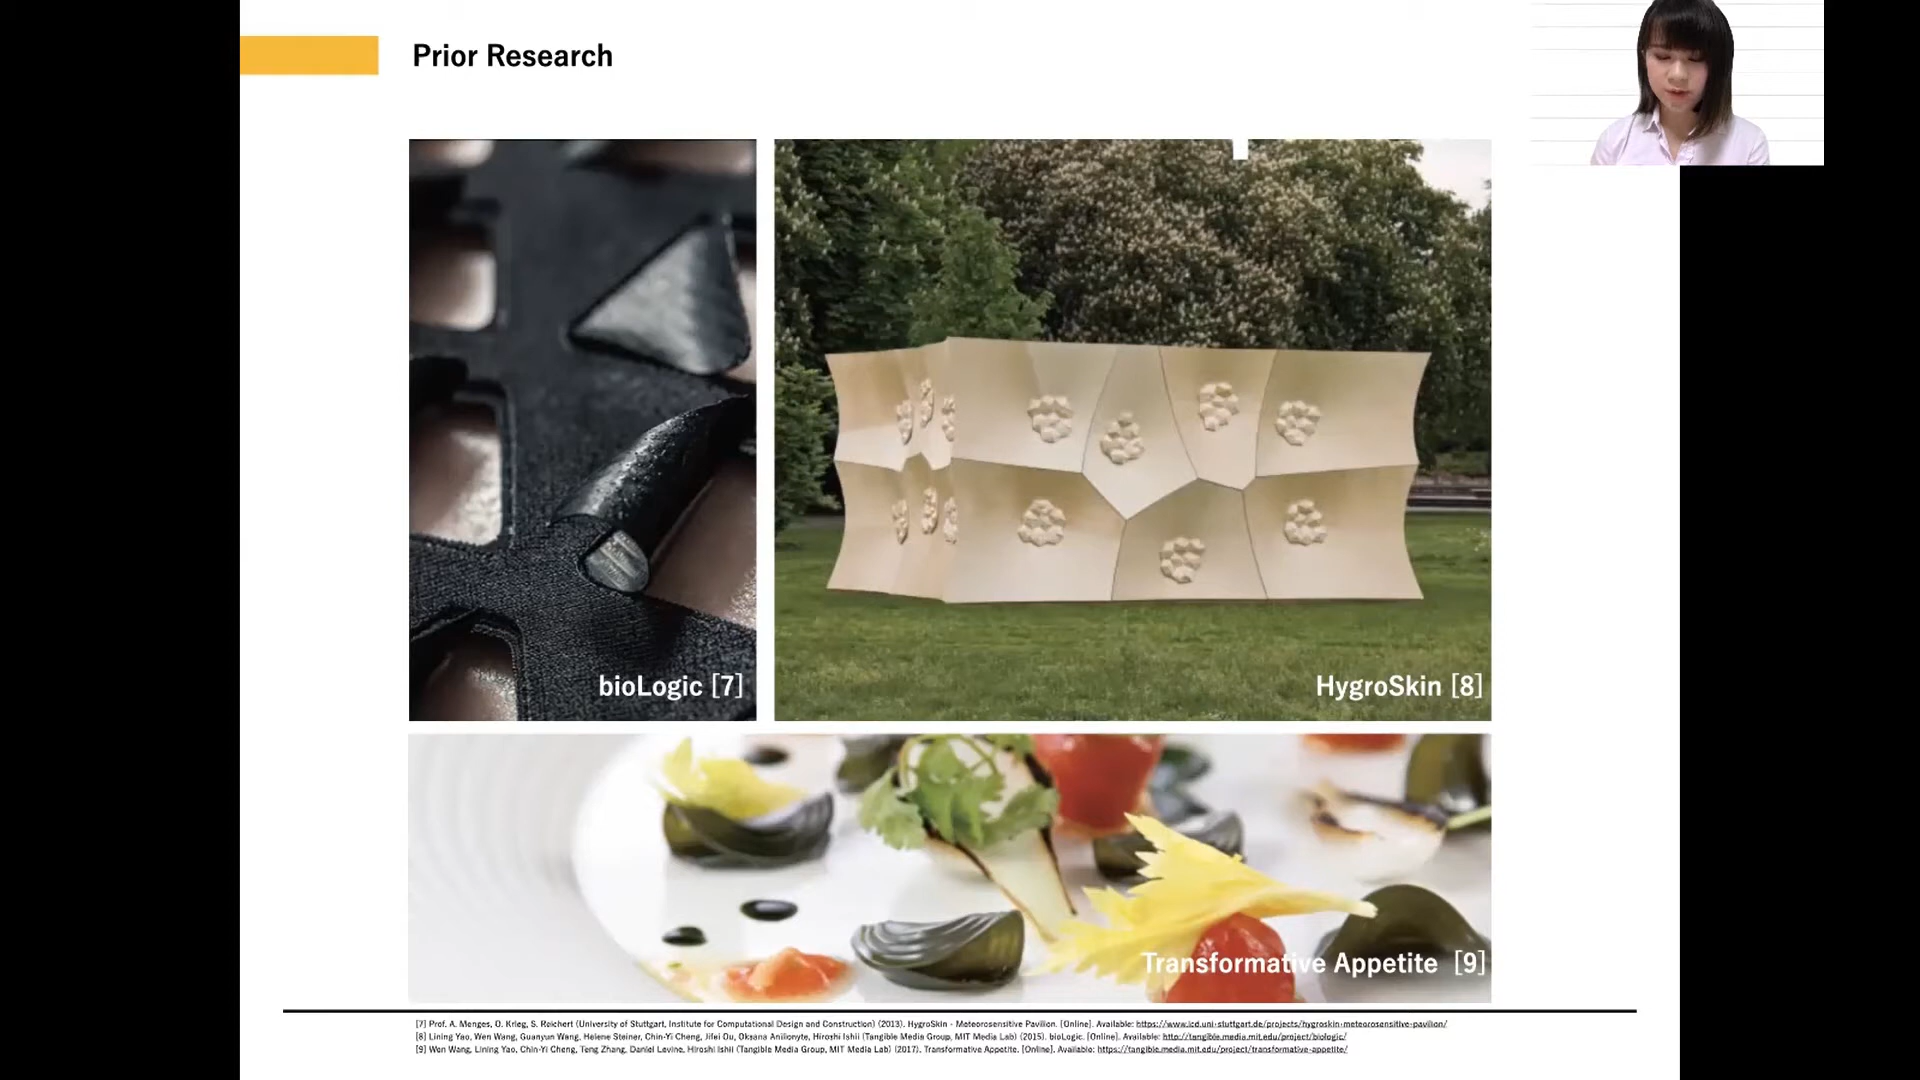 Prior Research
bioLogic [7]
HygroSkin [8]
Transformative Appetite [9]
[7] Prof. A. Menges, O. Krieg, S. Reichert (University of Stuttgart, Institute for Computational Design and Construction) (2013). HygroSkin - Meteorosensitive Pavilion. [Online]. Available: https://www.icd.uni-stuttgart.de/projects/hygroskin-meteorosensitive-pavilion/
[8] Lining Yao, Wen Wang, Guanyun Wang, Helene Steiner, Chin-Yi Cheng, Jifei Ou, Oksana Anilionyte, Hiroshi Ishii (Tangible Media Group, MIT Media Lab) (2015). bioLogic. [Online]. Available: http://tangible.media.mit.edu/project/biologic/
[9] Wen Wang, Lining Yao, Chin-Yi Cheng, Teng Zhang, Daniel Levine, Hiroshi Ishii (Tangible Media Group, MIT Media Lab) (2017). Transformative Appetite. [Online]. Available: https://tangible.media.mit.edu/project/transformative-appetite/